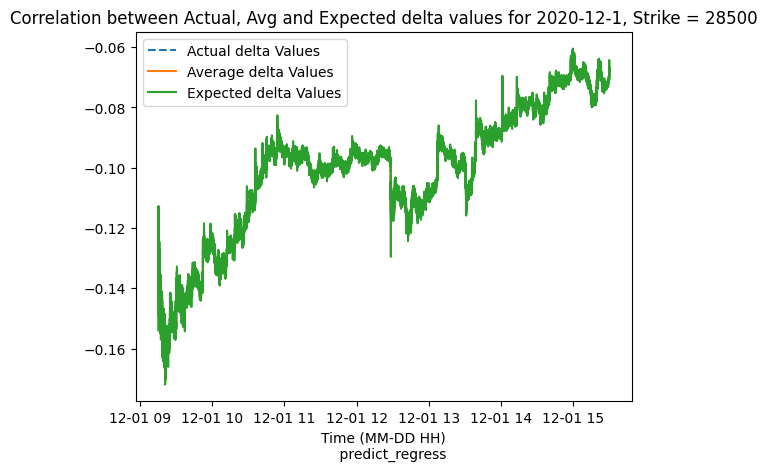 Correlation between Actual, Avg and Expected delta values for 2020-12-1, Strike = 28500
Actual delta Values
Average delta Values
Expected delta Values
−0.06
−0.08
−0.10
−0.12
−0.14
−0.16
12-01 09 12-01 10 12-01 11 12-01 12 12-01 13 12-01 14 12-01 15
Time (MM-DD HH)
predict_regress